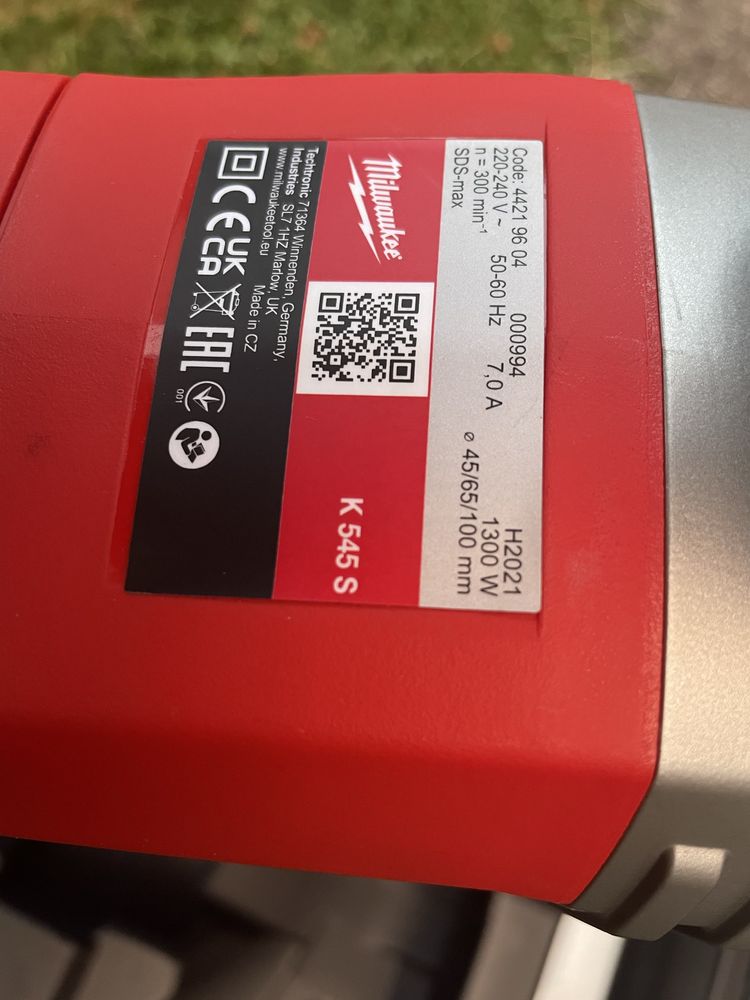 Code: 4421 96 04 000994 H2021
220-240 V ~ 50-60 Hz 7.0 A 1300 W
n = 300 min⁻¹ ⌀ 45/65/100 mm
SDS-max
Milwaukee®
K 545 S
Techtronic 71364 Winnenden, Germany,
Industries SL7 1HZ Marlow, UK
www.milwaukeetool.eu Made in CZ
CE UK CA EAC
001